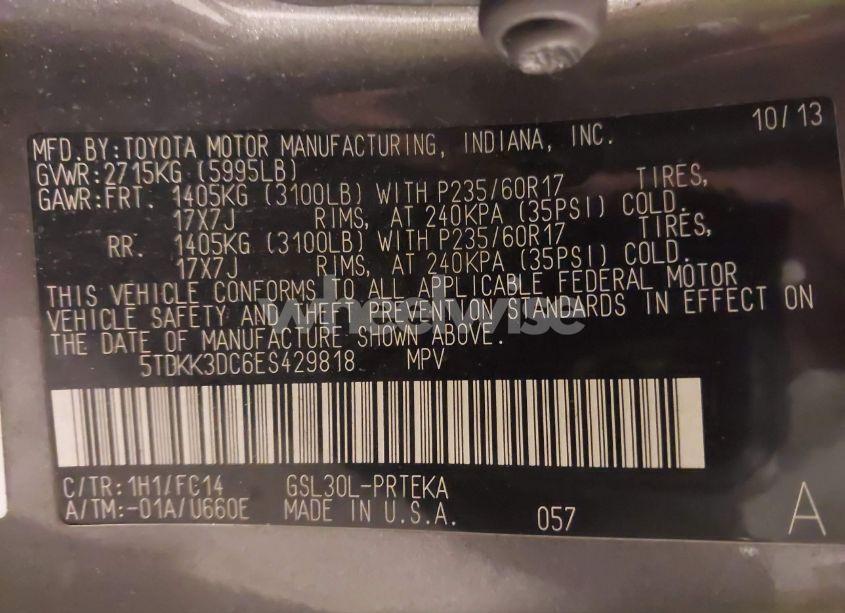 10/13
MFD.BY:TOYOTA MOTOR MANUFACTURING, INDIANA, INC.
GVWR:2715KG (5995LB)
GAWR:FRT. 1405KG (3100LB) WITH P235/60R17 TIRES,
17X7J RIMS, AT 240KPA (35PSI) COLD.
RR. 1405KG (3100LB) WITH P235/60R17 TIRES,
17X7J RIMS, AT 240KPA (35PSI) COLD.
THIS VEHICLE CONFORMS TO ALL APPLICABLE FEDERAL MOTOR
VEHICLE SAFETY AND THEFT PREVENTION STANDARDS IN EFFECT ON
THE DATE OF MANUFACTURE SHOWN ABOVE.
wheelwise
5TDKK3DC6ES429818 MPV
C/TR:1H1/FC14 GSL30L-PRTEKA
A/TM:-01A/U660E MADE IN U.S.A. 057 A